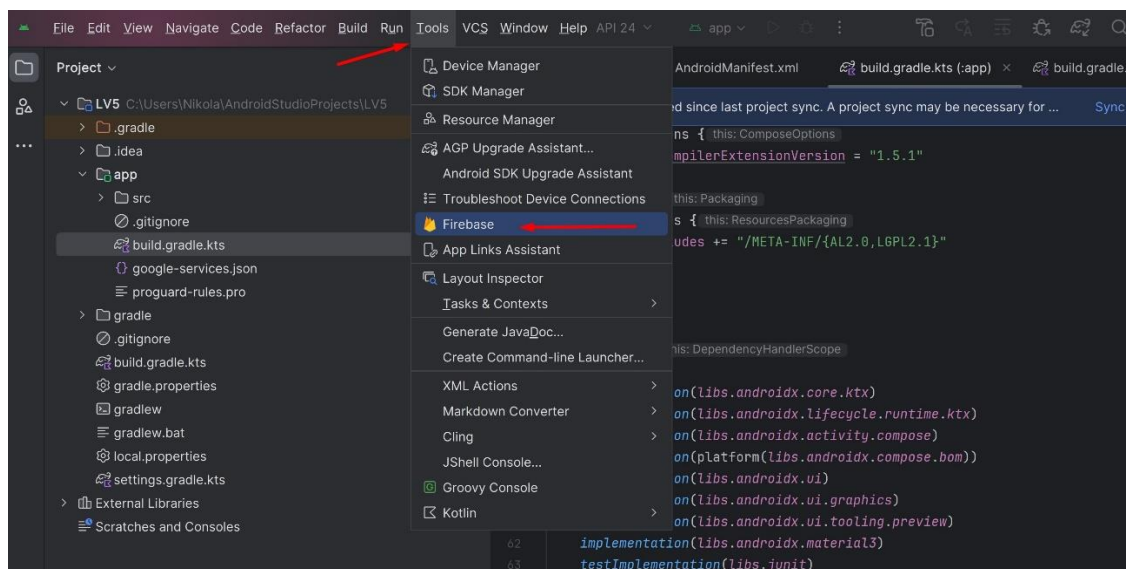 File Edit View Navigate Code Refactor Build Run Tools VCS Window Help API 24 app
Project
LV5 C:\Users\Nikola\AndroidStudioProjects\LV5
.gradle
.idea
app
src
.gitignore
build.gradle.kts
google-services.json
proguard-rules.pro
gradle
.gitignore
build.gradle.kts
gradle.properties
gradlew
gradlew.bat
local.properties
settings.gradle.kts
External Libraries
Scratches and Consoles
Device Manager
SDK Manager
Resource Manager
AGP Upgrade Assistant...
Android SDK Upgrade Assistant
Troubleshoot Device Connections
Firebase
App Links Assistant
Layout Inspector
Tasks & Contexts
Generate JavaDoc...
Create Command-line Launcher...
XML Actions
Markdown Converter
Cling
JShell Console...
Groovy Console
Kotlin
AndroidManifest.xml build.gradle.kts (:app) build.gradle.
ed since last project sync. A project sync may be necessary for ... Sync
ns { this: ComposeOptions
mpilerExtensionVersion = "1.5.1"
this: Packaging
s { this: ResourcesPackaging
udes += "/META-INF/{AL2.0,LGPL2.1}"
his: DependencyHandlerScope
on(libs.androidx.core.ktx)
on(libs.androidx.lifecycle.runtime.ktx)
on(libs.androidx.activity.compose)
on(platform(libs.androidx.compose.bom))
on(libs.androidx.ui)
on(libs.androidx.ui.graphics)
on(libs.androidx.ui.tooling.preview)
62 implementation(libs.androidx.material3)
63 testImplementation(libs.junit)